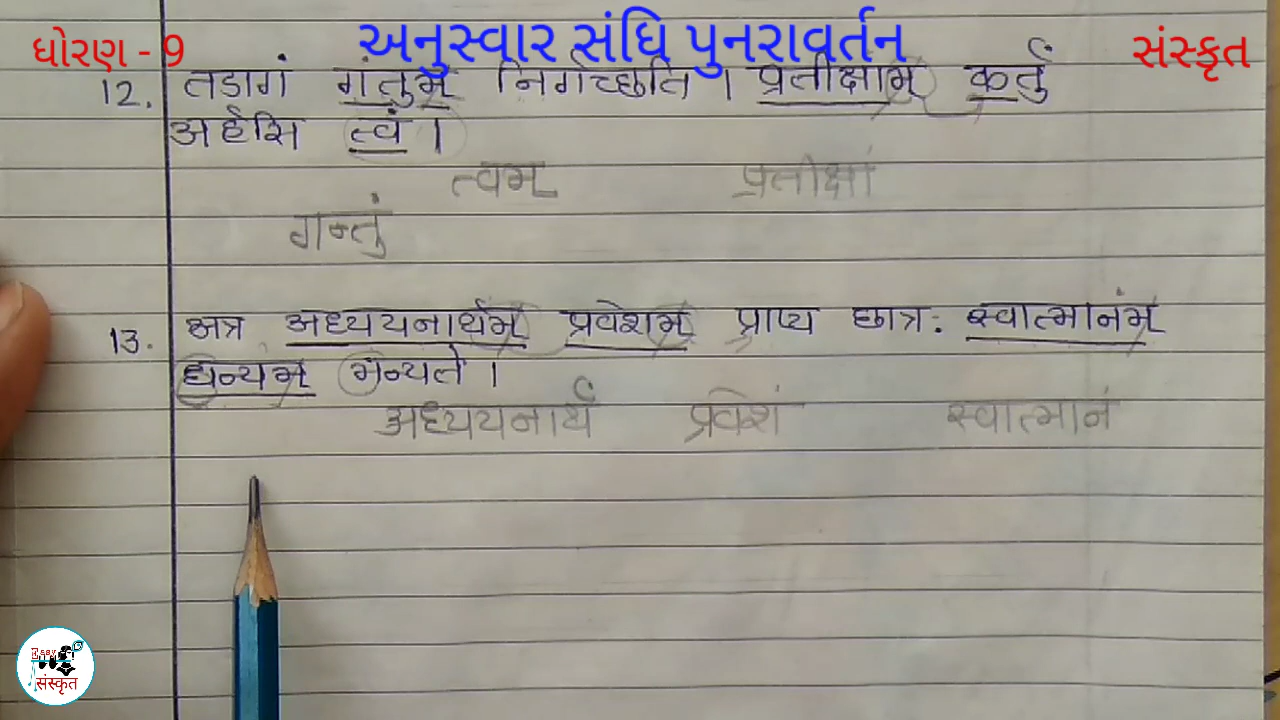 ધોરણ - 9 અનુસ્વાર સંધિ પુનરાવર્તન સંસ્કૃત
12. तडागं गंतुम् निर्गच्छति । प्रतीक्षाम् कर्तुं
अर्हसि त्वं ।
त्वम् प्रतीक्षां
गन्तुं
13. अत्र अध्ययनार्थम् प्रवेशम् प्राप्य छात्र: स्वात्मानंम्
धन्यम् मन्यते ।
अध्ययनार्थं प्रवेशं स्वात्मानं
Easy
संस्कृत